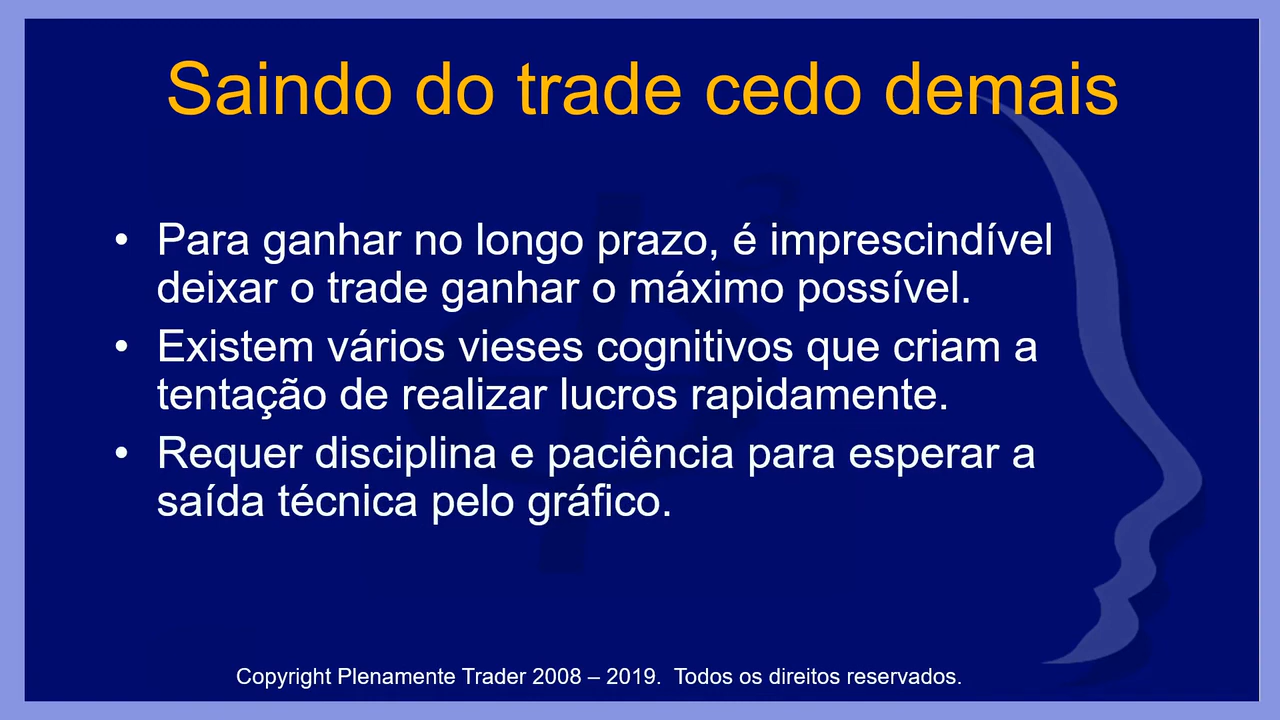 Saindo do trade cedo demais
• Para ganhar no longo prazo, é imprescindível
deixar o trade ganhar o máximo possível.
• Existem vários vieses cognitivos que criam a
tentação de realizar lucros rapidamente.
• Requer disciplina e paciência para esperar a
saída técnica pelo gráfico.
Copyright Plenamente Trader 2008 – 2019. Todos os direitos reservados.